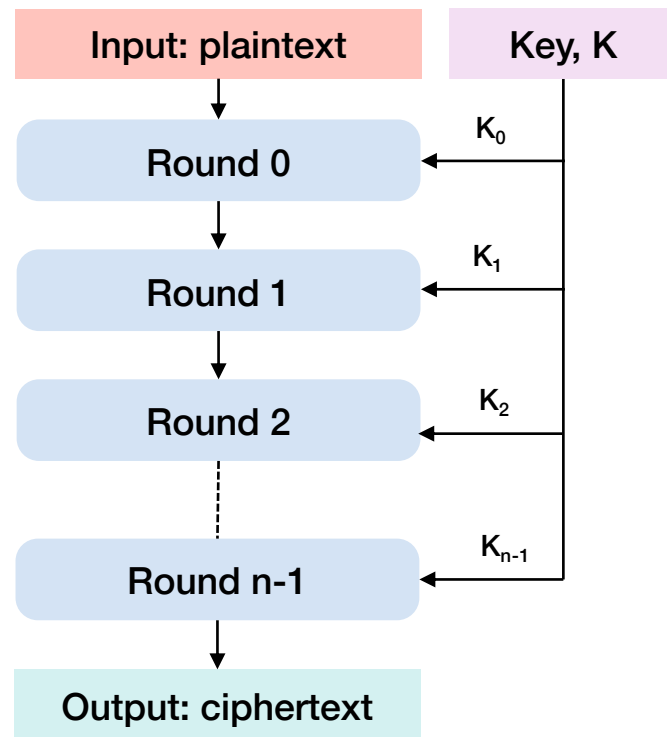 Input: plaintext
Key, K
Round 0
K₀
Round 1
K₁
Round 2
K₂
Round n-1
Kₙ₋₁
Output: ciphertext